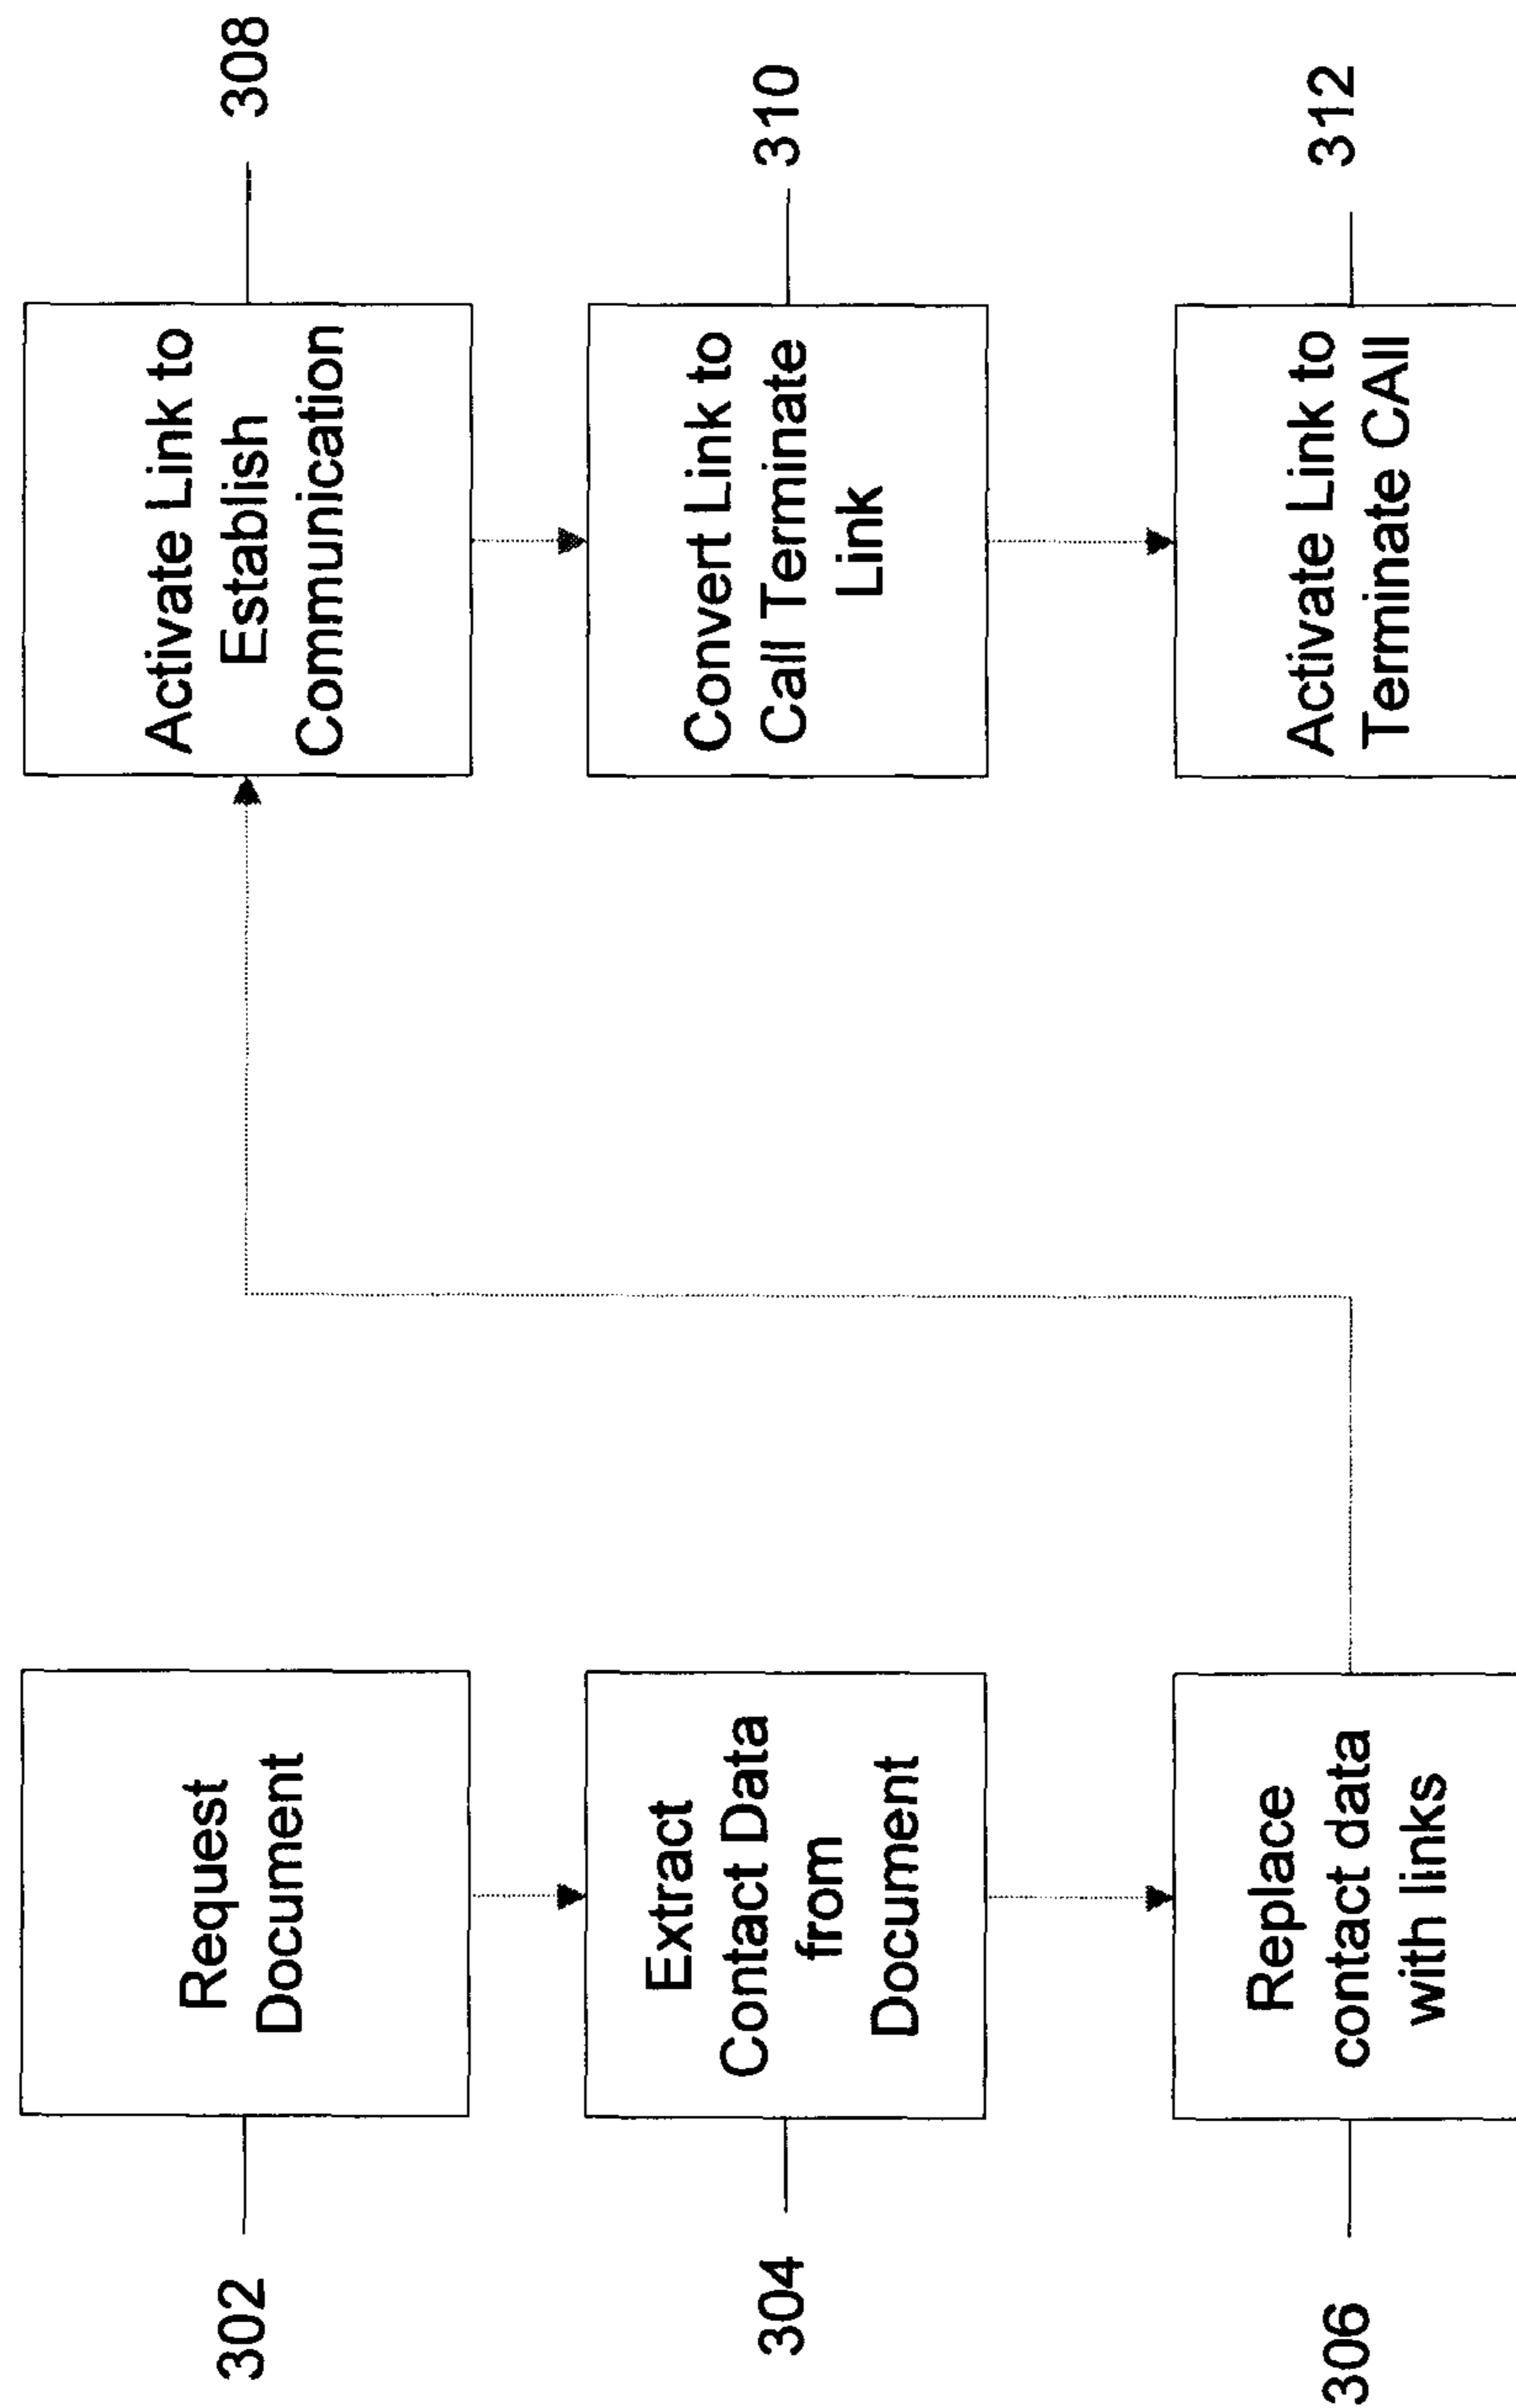 302
Request
Document
304
Extract
Contact Data
from
Document
306
Replace
contact data
with links
Activate Link to
Establish
Communication
308
Convert Link to
Call Terminate
Link
310
Activate Link to
Terminate CAll
312